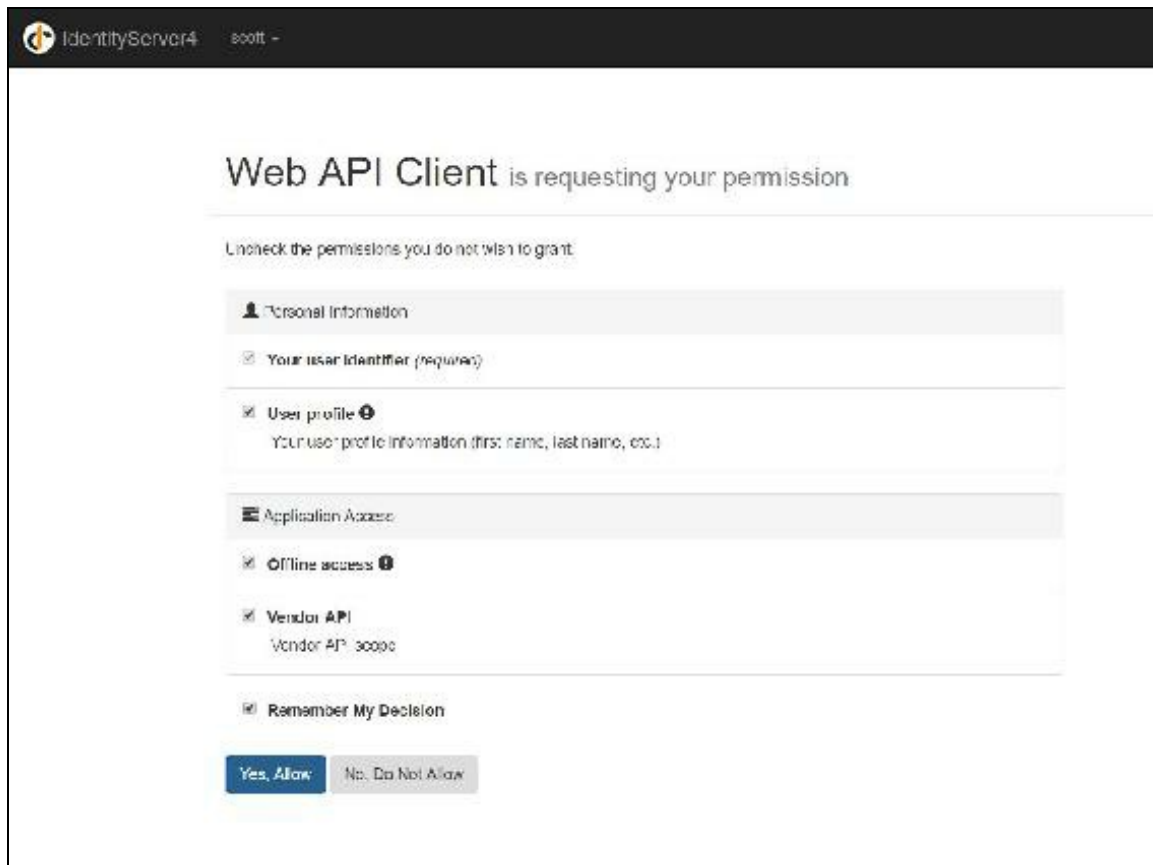 IdentityServer4 scott
Web API Client is requesting your permission
Uncheck the permissions you do not wish to grant.
Personal Information
Your user identifier (required)
User profile
Your user profile information (first name, last name, etc.)
Application Access
Offline access
Vendor API
Vendor API scope
Remember My Decision
Yes, Allow No, Do Not Allow